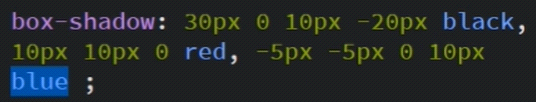 box-shadow: 30px 0 10px -20px black,
10px 10px 0 red, -5px -5px 0 10px
blue ;